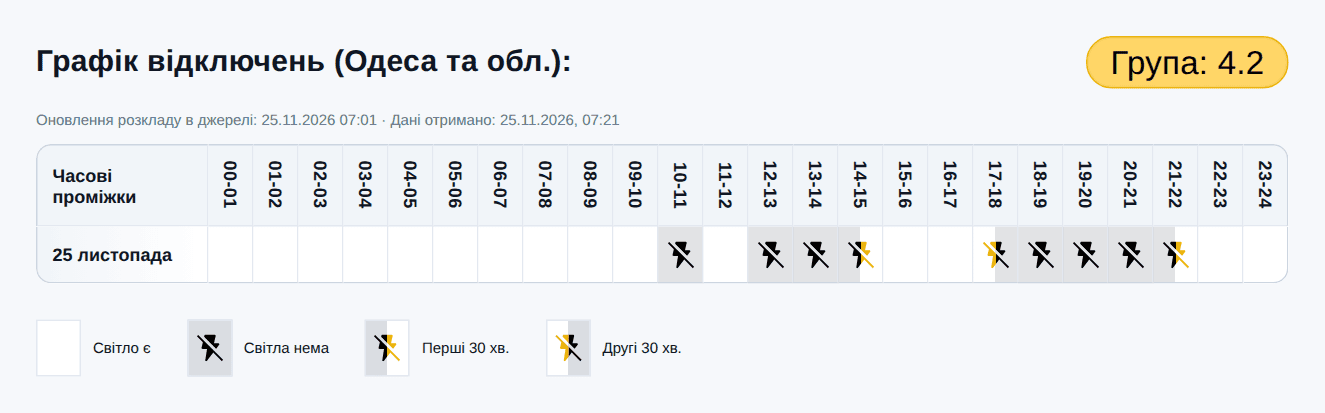 Графік відключень (Одеса та обл.):
Група: 4.2
Оновлення розкладу в джерелі: 25.11.2026 07:01 · Дані отримано: 25.11.2026, 07:21
Часові
проміжки
00-01
01-02
02-03
03-04
04-05
05-06
06-07
07-08
08-09
09-10
10-11
11-12
12-13
13-14
14-15
15-16
16-17
17-18
18-19
19-20
20-21
21-22
22-23
23-24
25 листопада
Світло є
Світла нема
Перші 30 хв.
Другі 30 хв.